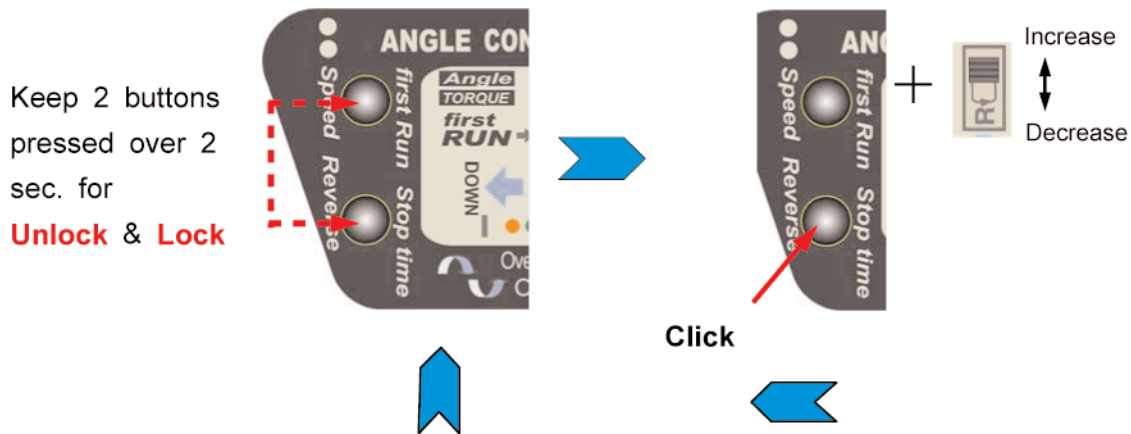 Keep 2 buttons
pressed over 2
sec. for
Unlock & Lock
ANGLE CON
Speed
first Run
Reverse
Stop time
Angle
TORQUE
first
RUN
DOWN
Ove
O
ANG
Speed
first Run
Reverse
Stop time
+
R
Increase
Decrease
Click